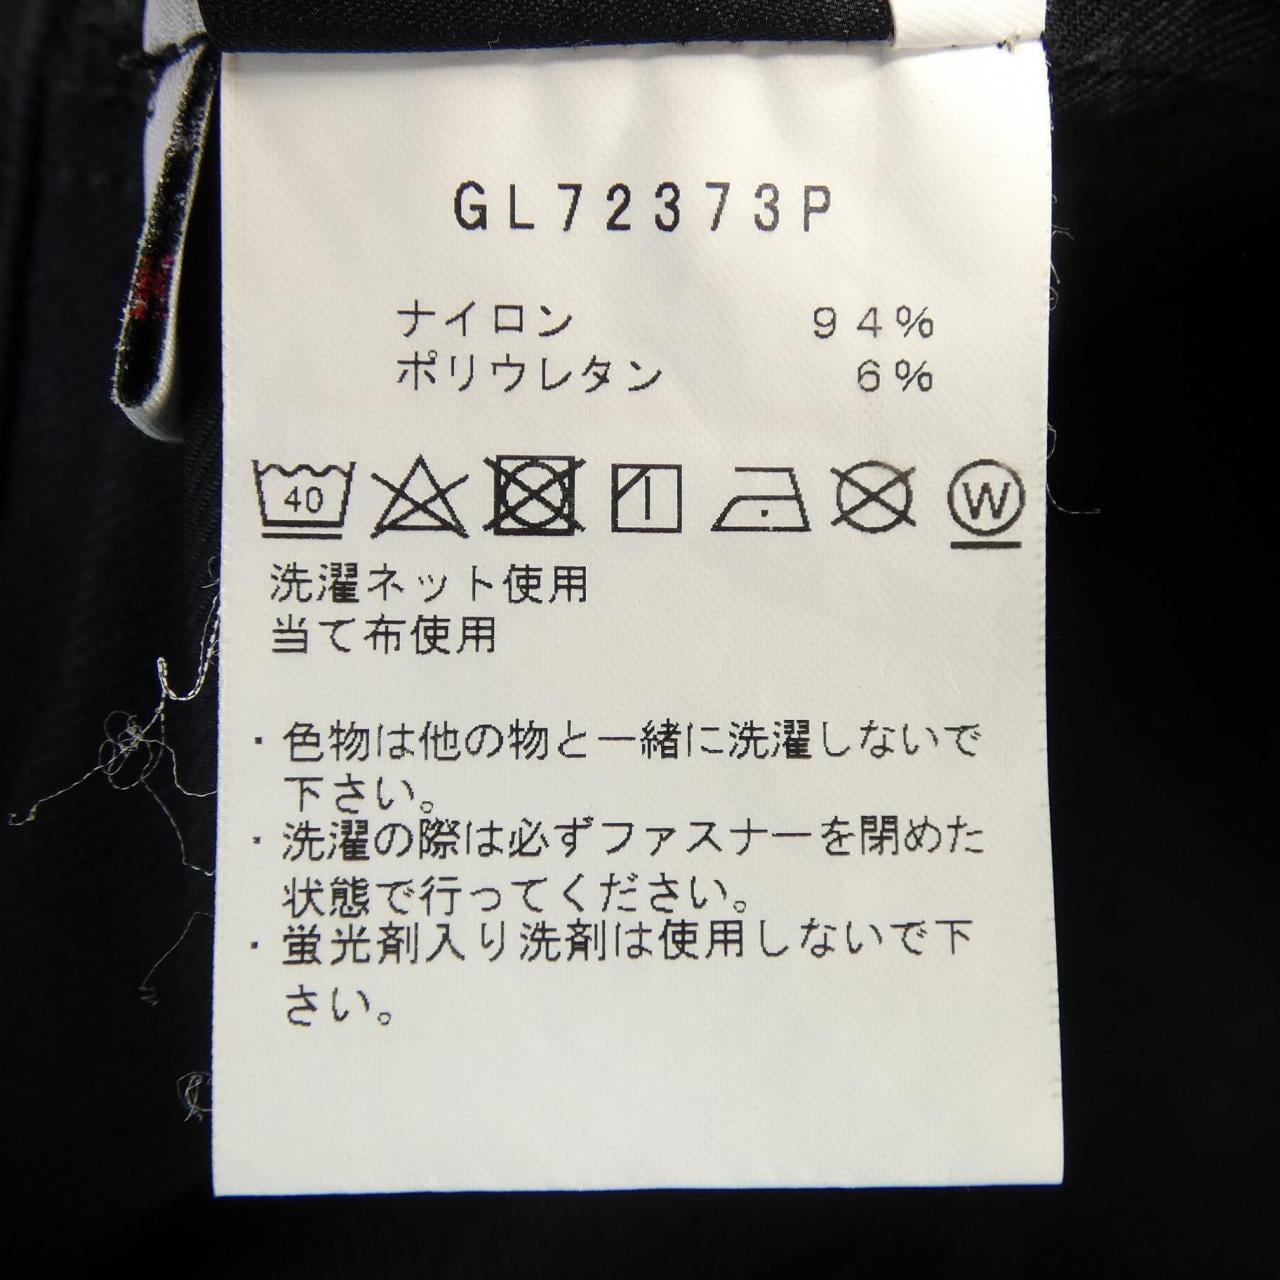 GL72373P
ナイロン 94%
ポリウレタン 6%
40 W
洗濯ネット使用
当て布使用
・色物は他の物と一緒に洗濯しないで
下さい。
・洗濯の際は必ずファスナーを閉めた
状態で行ってください。
・蛍光剤入り洗剤は使用しないで下
さい。